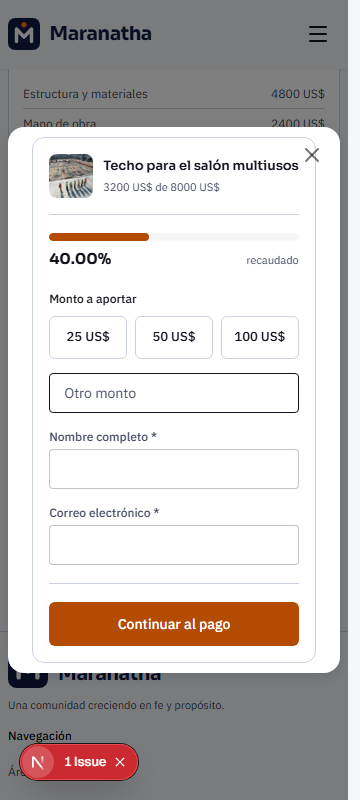 Maranatha
Estructura y materiales 4800 US$
Mano de obra 2400 US$
Techo para el salón multiusos
3200 US$ de 8000 US$
40.00% recaudado
Monto a aportar
25 US$ 50 US$ 100 US$
Otro monto
Nombre completo *
Correo electrónico *
Continuar al pago
Maranatha
Una comunidad creciendo en fe y propósito.
Navegación
N 1 Issue